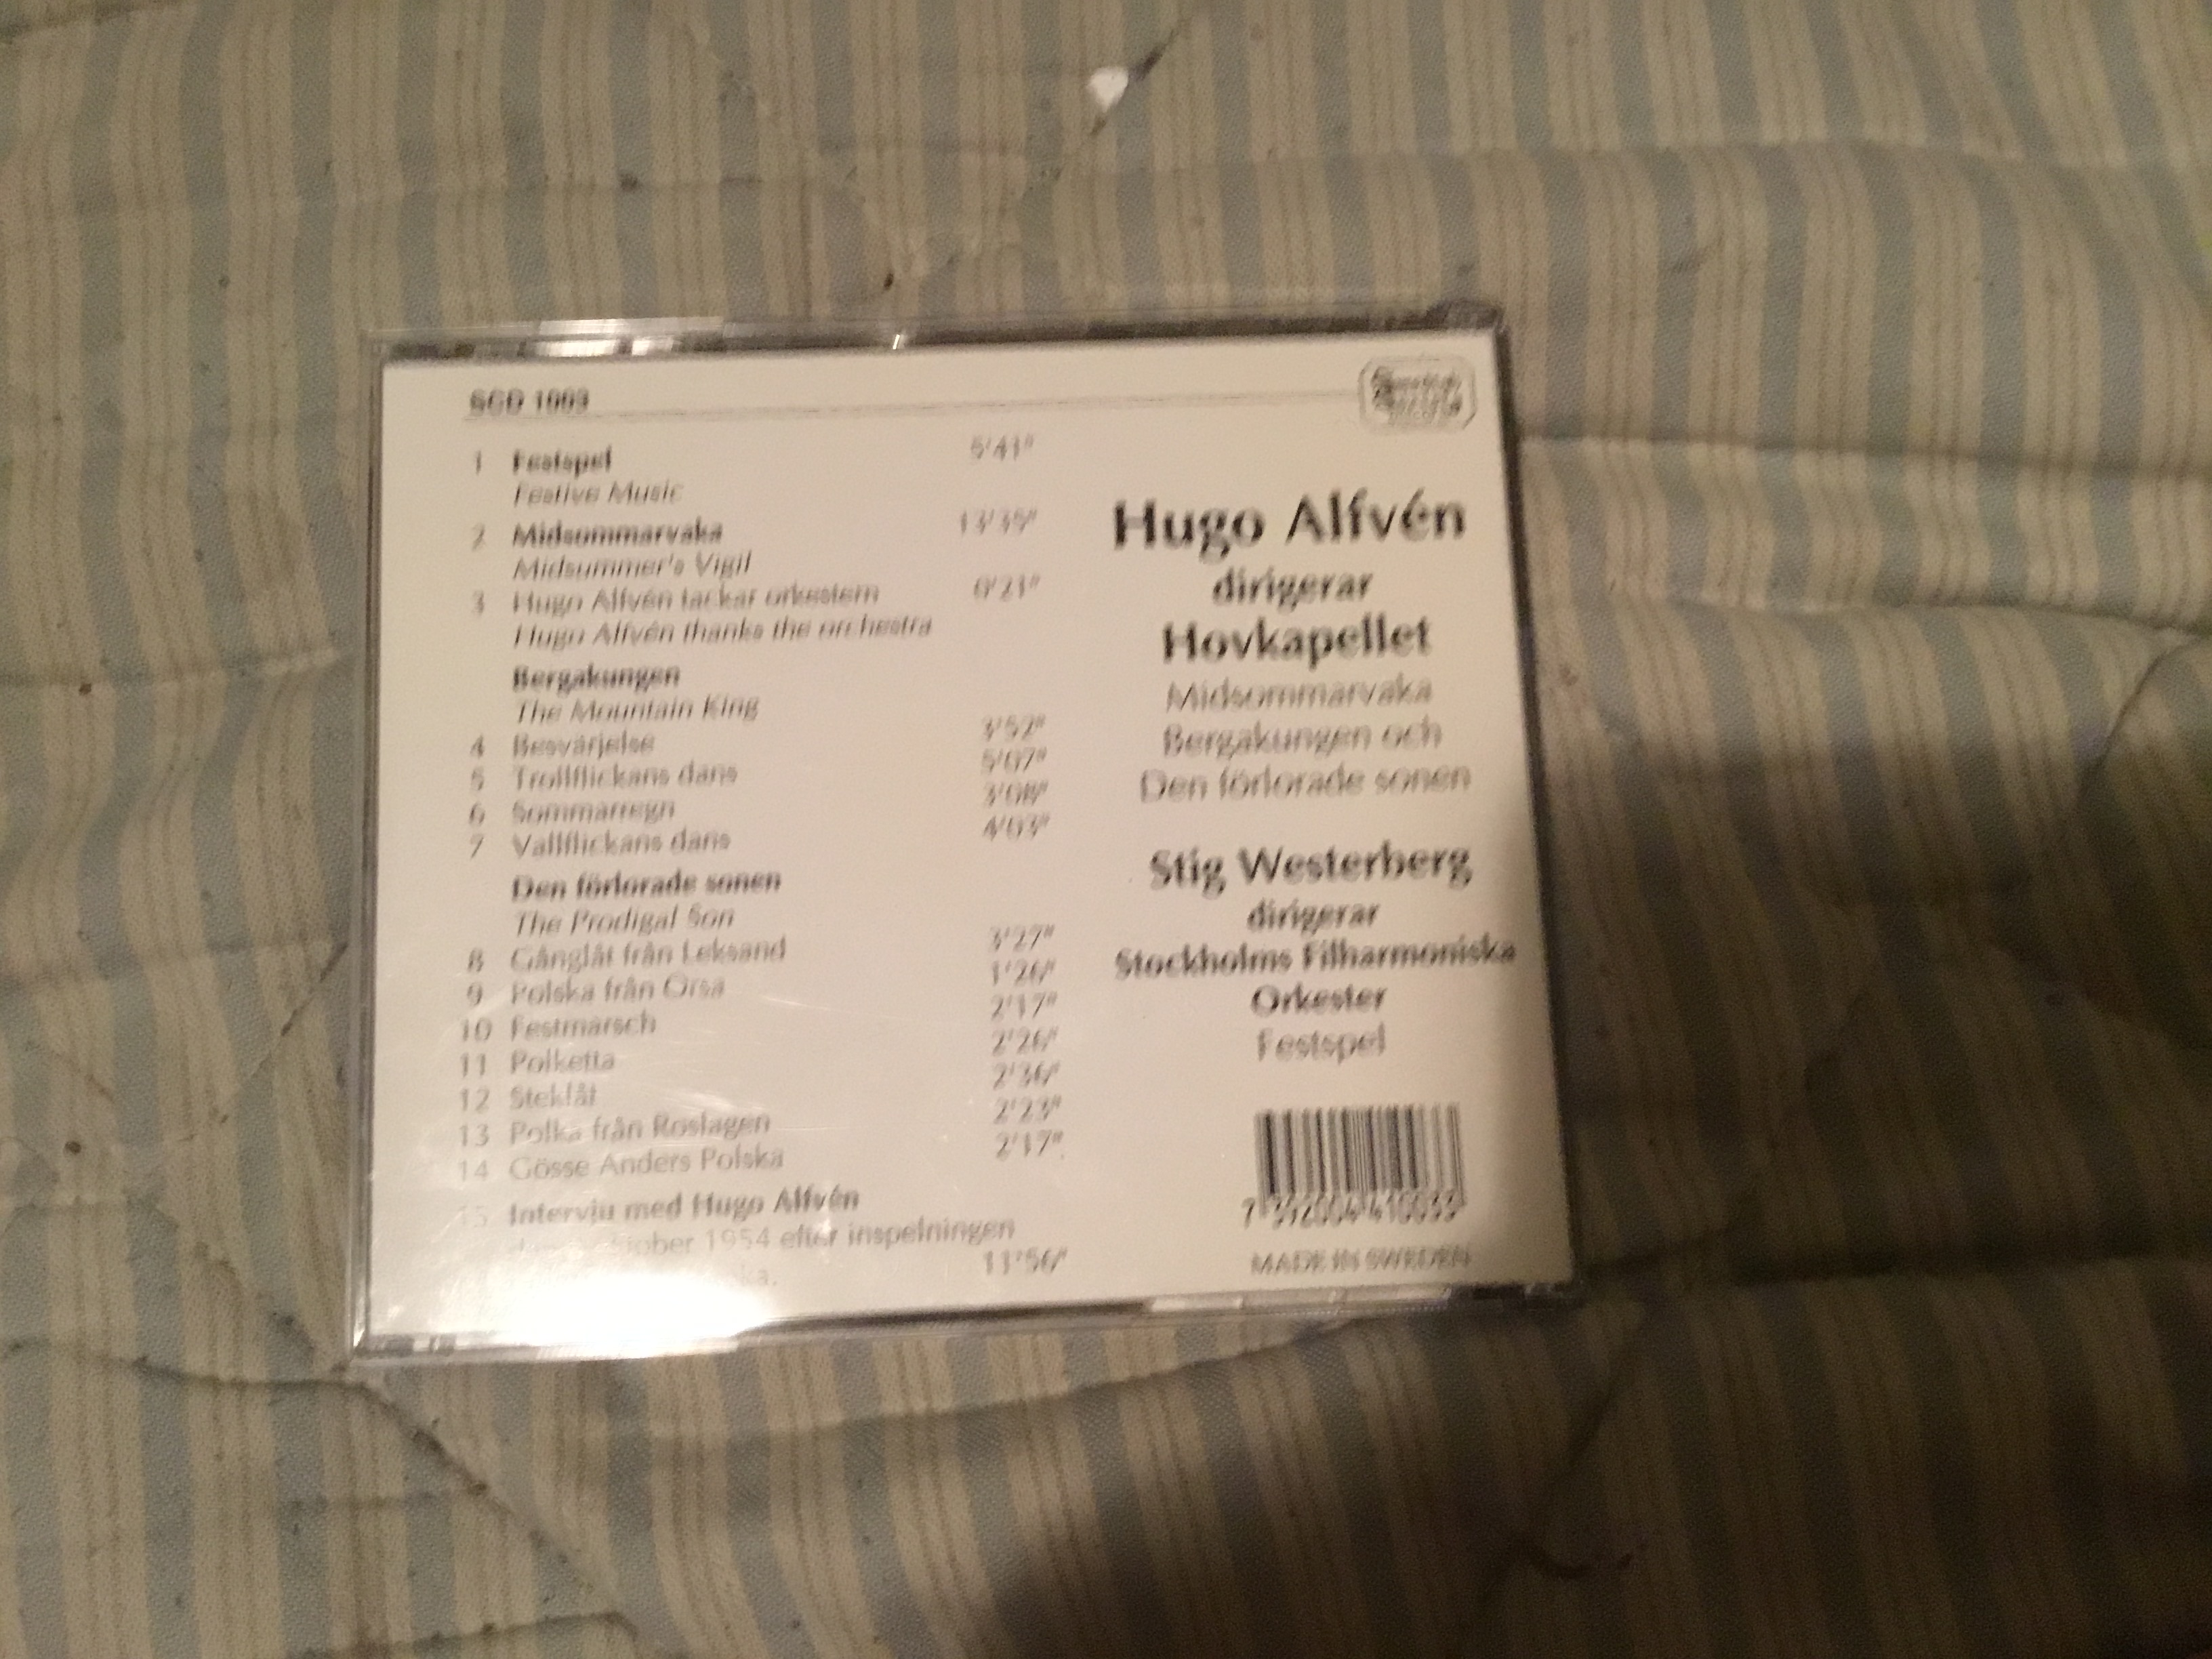 SCD 1003
1 Festspel 5'41"
Festive Music
2 Midsommarvaka 13'35"
Midsummer's Vigil
3 Hugo Alfvén tackar orkestern 0'21"
Hugo Alfvén thanks the orchestra
Bergakungen
The Mountain King
4 Besvärjelse 3'52"
5 Trollflickans dans 5'07"
6 Sommarregn 3'08"
7 Vallflickans dans 4'03"
Den förlorade sonen
The Prodigal Son
8 Gånglåt från Leksand 3'27"
9 Polska från Orsa 1'26"
10 Festmarsch 2'17"
11 Polketta 2'26"
12 Steklåt 2'36"
13 Polka från Roslagen 2'23"
14 Gösse Anders Polska 2'17"
15 Intervju med Hugo Alfvén
1954 efter inspelningen
11'56"
Hugo Alfvén
dirigerar
Hovkapellet
Midsommarvaka
Bergakungen och
Den förlorade sonen
Stig Westerberg
dirigerar
Stockholms Filharmoniska
Orkester
Festspel
7 392004 410033
MADE IN SWEDEN